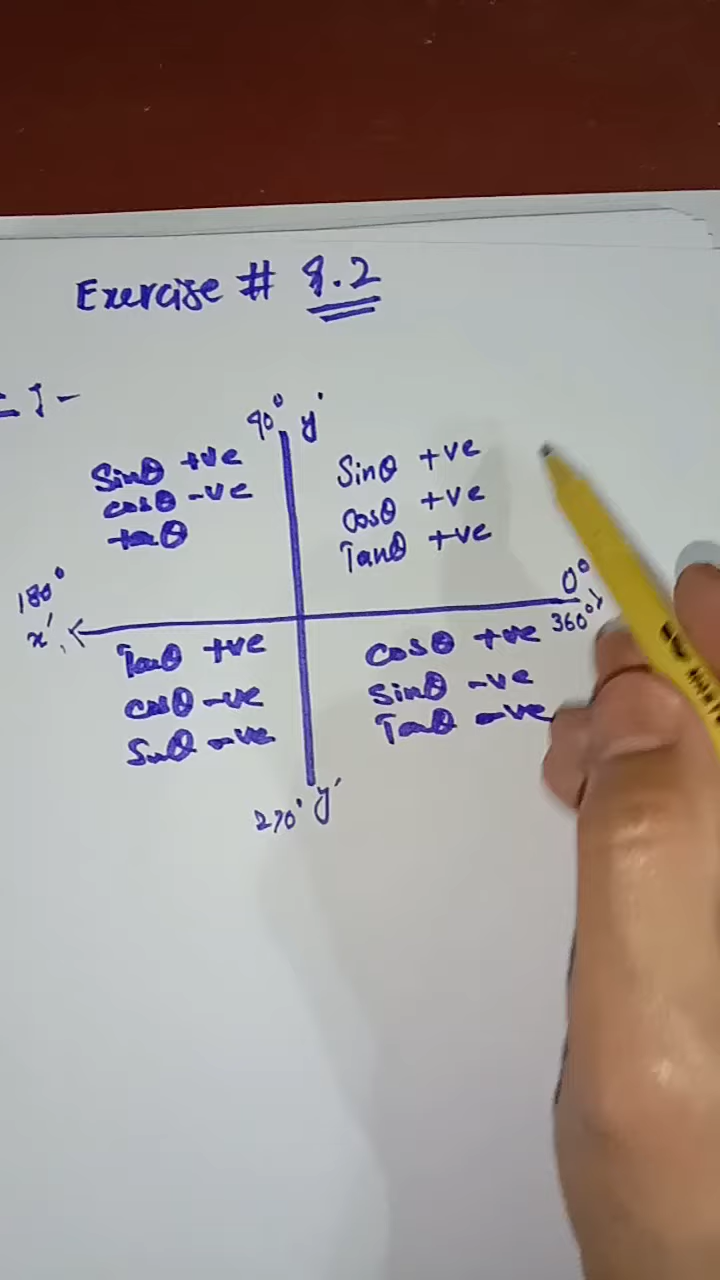 Exercise # 9.2
90° y
Sinθ +ve
cosθ -ve
tanθ
Sinθ +ve
Cosθ +ve
Tanθ +ve
180°
x'
0°
360°
Tanθ +ve
cosθ -ve
Sinθ -ve
cosθ +ve
sinθ -ve
Tanθ -ve
270° y'